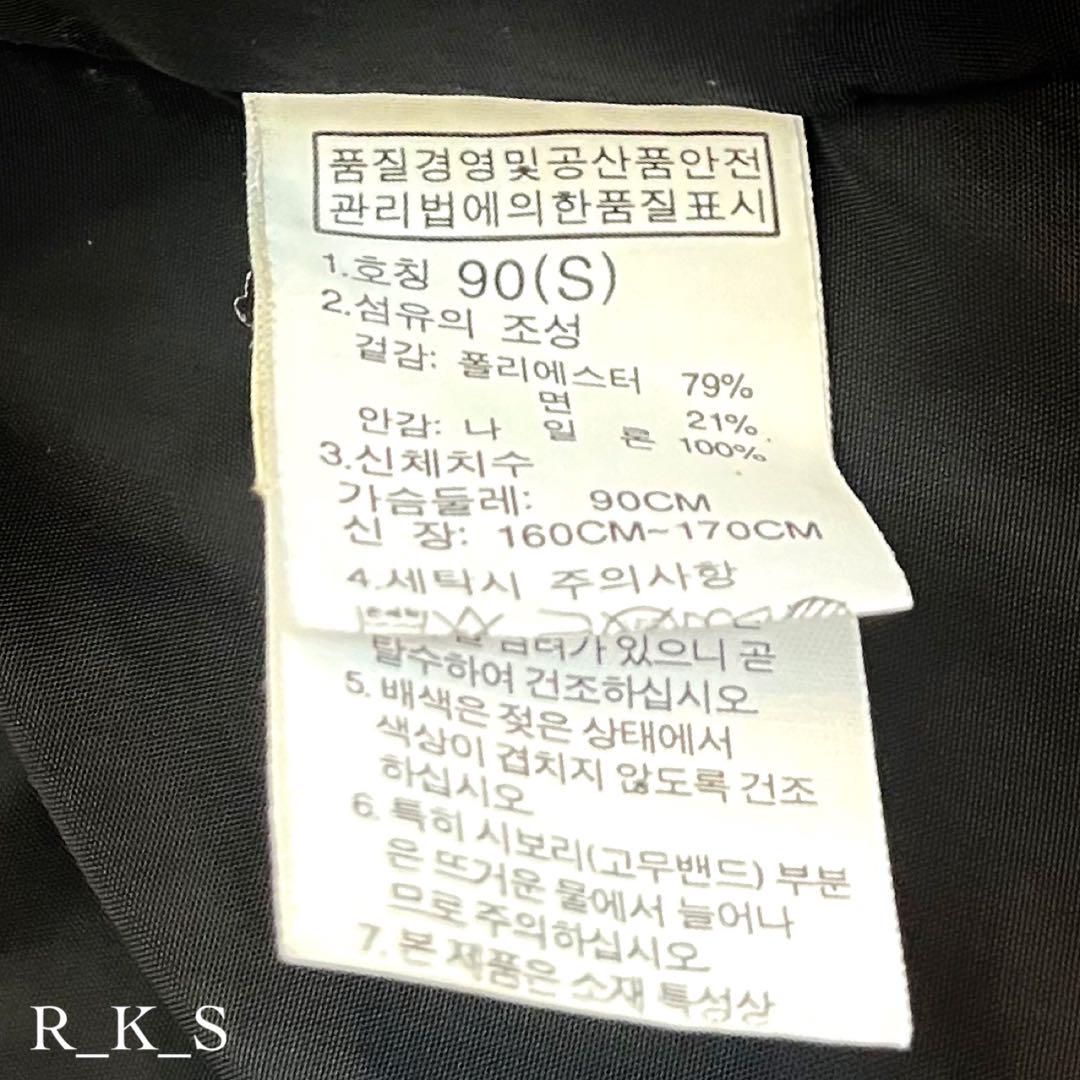 품질경영및공산품안전
관리법에의한품질표시
1.호칭 90(S)
2.섬유의 조성
겉감: 폴리에스터 79%
면 21%
안감: 나 일 론 100%
3.신체치수
가슴둘레: 90CM
신 장: 160CM~170CM
4.세탁시 주의사항
있으니 곧
탈수하여 건조하십시오
5. 배색은 젖은 상태에서
색상이 겹치지 않도록 건조
하십시오
6. 특히 시보리(고무밴드) 부분
은 뜨거운 물에서 늘어나
므로 주의하십시오
7. 본 제품은 소재 특성상
R_K_S